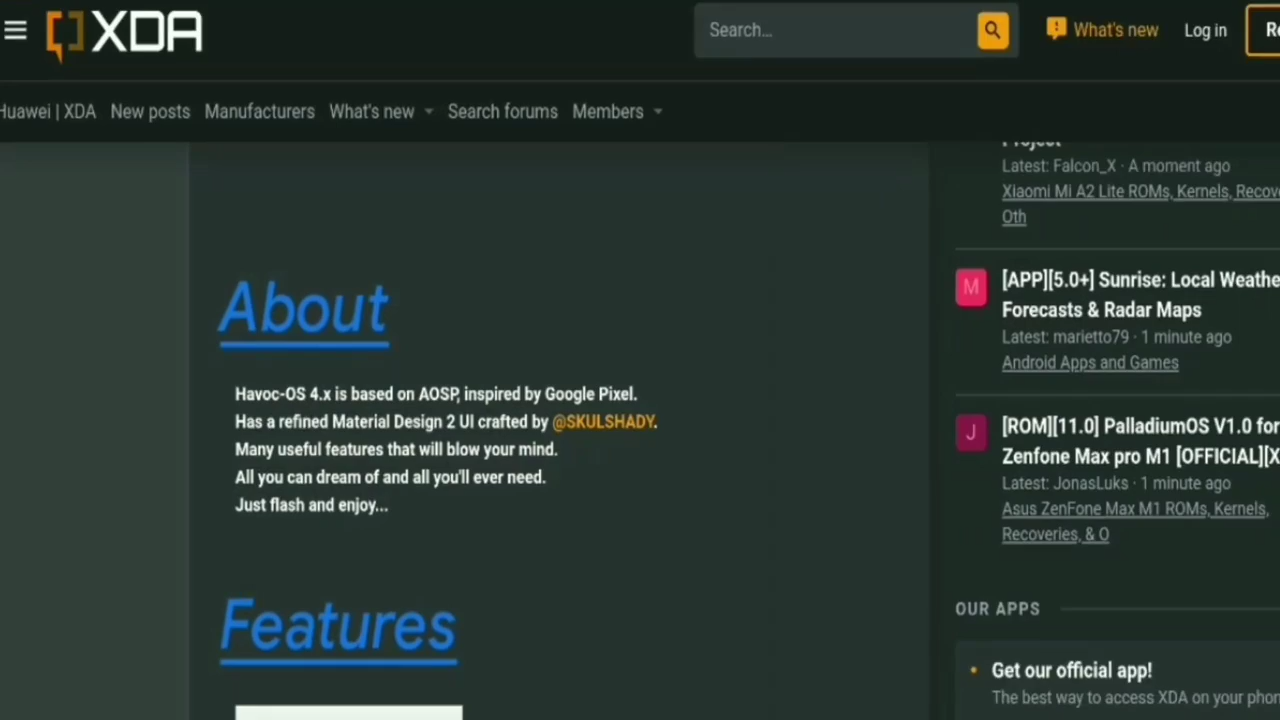 XDA
Search...
What's new
Log in
Huawei | XDA
New posts
Manufacturers
What's new
Search forums
Members
About
Havoc-OS 4.x is based on AOSP, inspired by Google Pixel.
Has a refined Material Design 2 UI crafted by @SKULSHADY.
Many useful features that will blow your mind.
All you can dream of and all you'll ever need.
Just flash and enjoy...
Features
Project
Latest: Falcon_X · A moment ago
Xiaomi Mi A2 Lite ROMs, Kernels, Recove
Oth
M
[APP][5.0+] Sunrise: Local Weathe
Forecasts & Radar Maps
Latest: marietto79 · 1 minute ago
Android Apps and Games
J
[ROM][11.0] PalladiumOS V1.0 for
Zenfone Max pro M1 [OFFICIAL][X
Latest: JonasLuks · 1 minute ago
Asus ZenFone Max M1 ROMs, Kernels,
Recoveries, & O
OUR APPS
Get our official app!
The best way to access XDA on your phon